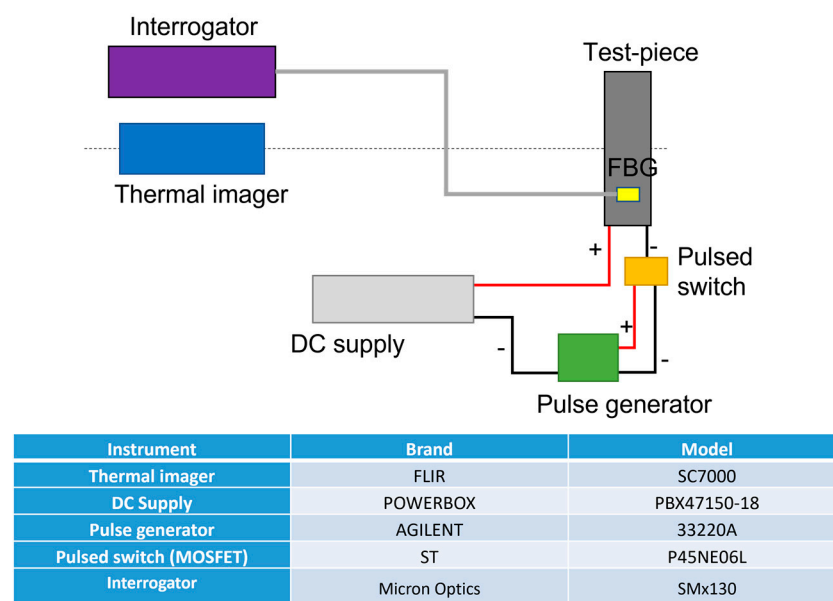 Interrogator
Test-piece
Thermal imager
FBG
+
-
Pulsed
switch
DC supply
-
+
-
Pulse generator
Instrument Brand Model
Thermal imager FLIR SC7000
DC Supply POWERBOX PBX47150-18
Pulse generator AGILENT 33220A
Pulsed switch (MOSFET) ST P45NE06L
Interrogator Micron Optics SMx130